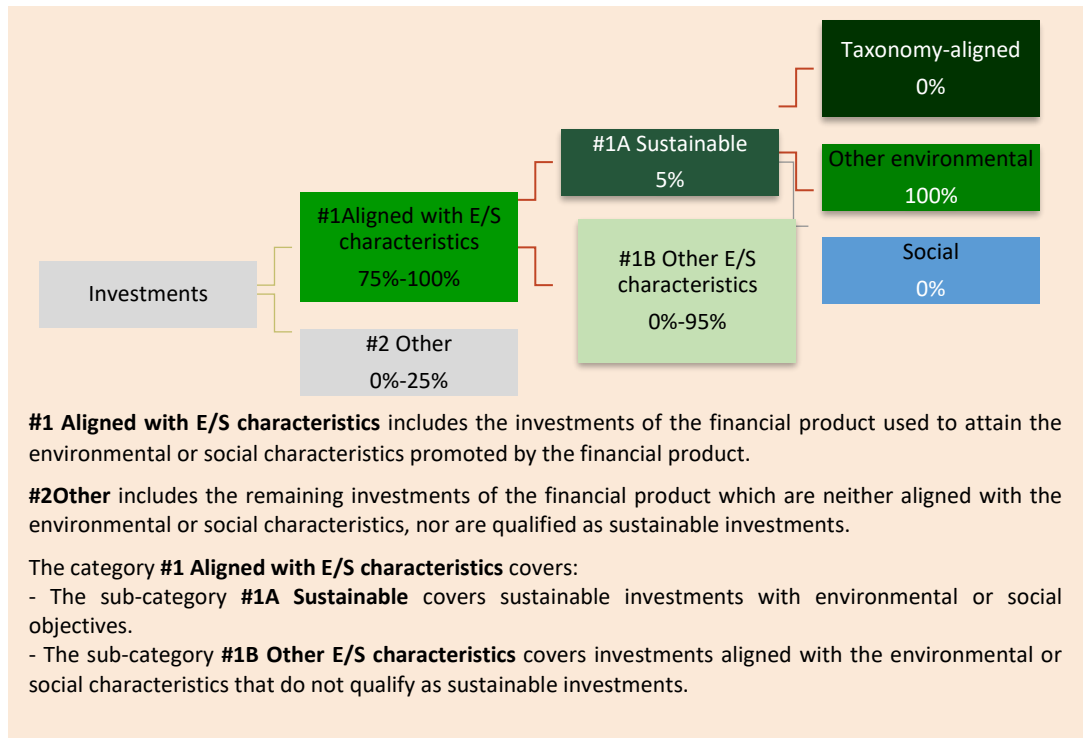 Taxonomy-aligned
0%
#1A Sustainable
5%
Other environmental
100%
#1Aligned with E/S
characteristics
75%-100%
#1B Other E/S
characteristics
0%-95%
Social
0%
Investments
#2 Other
0%-25%
#1 Aligned with E/S characteristics includes the investments of the financial product used to attain the
environmental or social characteristics promoted by the financial product.
#2Other includes the remaining investments of the financial product which are neither aligned with the
environmental or social characteristics, nor are qualified as sustainable investments.
The category #1 Aligned with E/S characteristics covers:
- The sub-category #1A Sustainable covers sustainable investments with environmental or social
objectives.
- The sub-category #1B Other E/S characteristics covers investments aligned with the environmental or
social characteristics that do not qualify as sustainable investments.